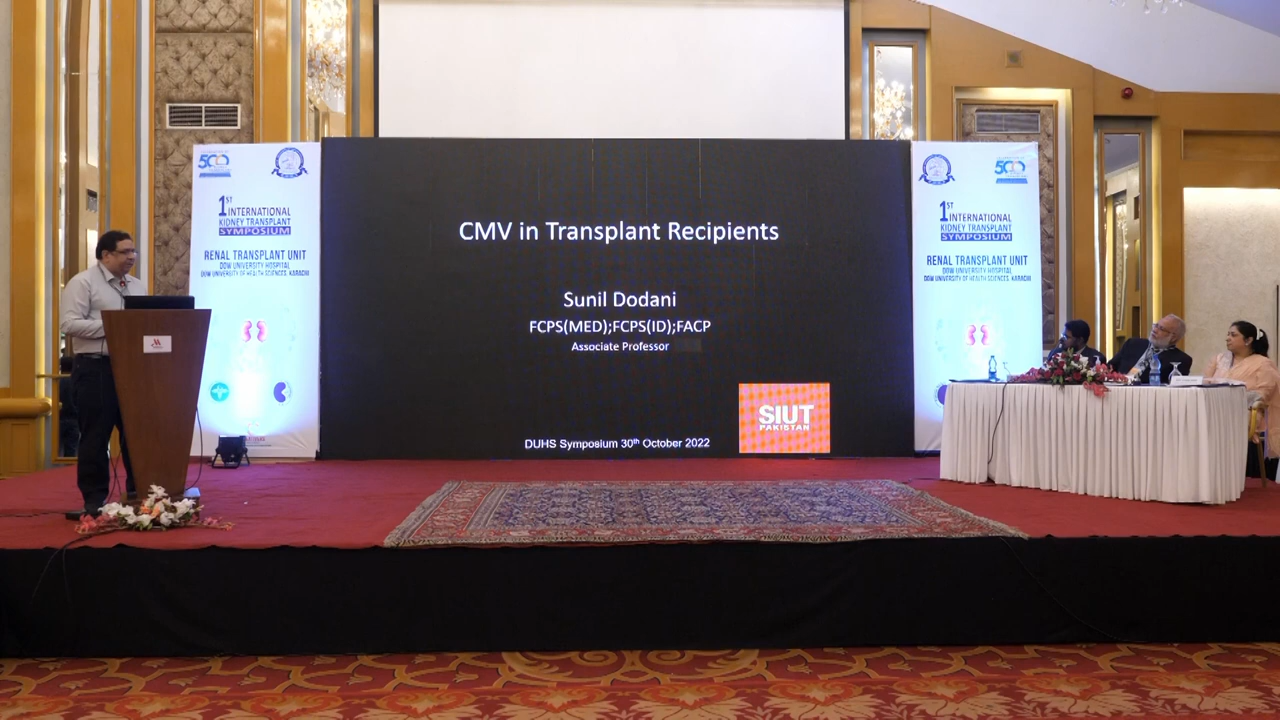 500
1ST
INTERNATIONAL
KIDNEY TRANSPLANT
SYMPOSIUM
RENAL TRANSPLANT UNIT
DOW UNIVERSITY HOSPITAL
DOW UNIVERSITY OF HEALTH SCIENCES, KARACHI
CMV in Transplant Recipients
Sunil Dodani
FCPS(MED);FCPS(ID);FACP
Associate Professor
SIUT
PAKISTAN
DUHS Symposium 30th October 2022
500
1ST
INTERNATIONAL
KIDNEY TRANSPLANT
SYMPOSIUM
RENAL TRANSPLANT UNIT
DOW UNIVERSITY HOSPITAL
DOW UNIVERSITY OF HEALTH SCIENCES, KARACHI